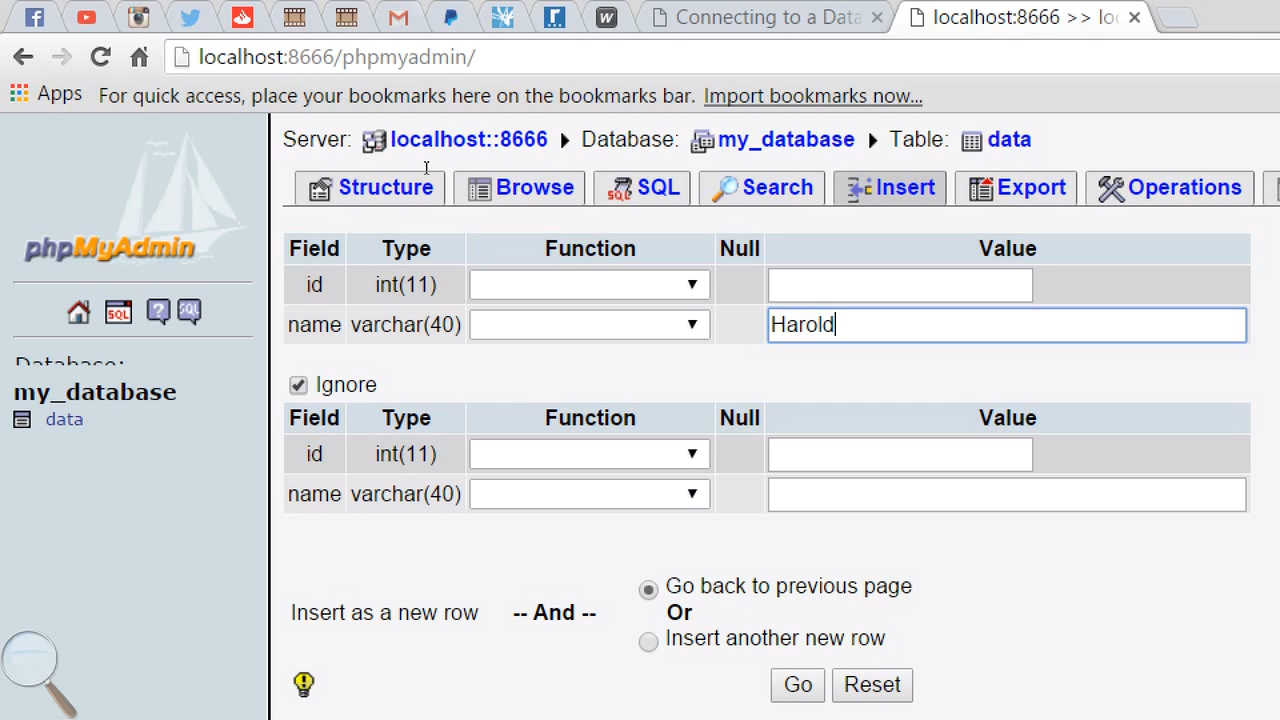 Connecting to a Data
localhost:8666 >> loc
localhost:8666/phpmyadmin/
Apps For quick access, place your bookmarks here on the bookmarks bar. Import bookmarks now...
Server: localhost::8666 Database: my_database Table: data
Structure Browse SQL Search Insert Export Operations
phpMyAdmin
SQL SQL
Database:
my_database
data
Field Type Function Null Value
id int(11)
name varchar(40) Harold
Ignore
Field Type Function Null Value
id int(11)
name varchar(40)
Insert as a new row -- And -- Go back to previous page
Or
Insert another new row
Go Reset